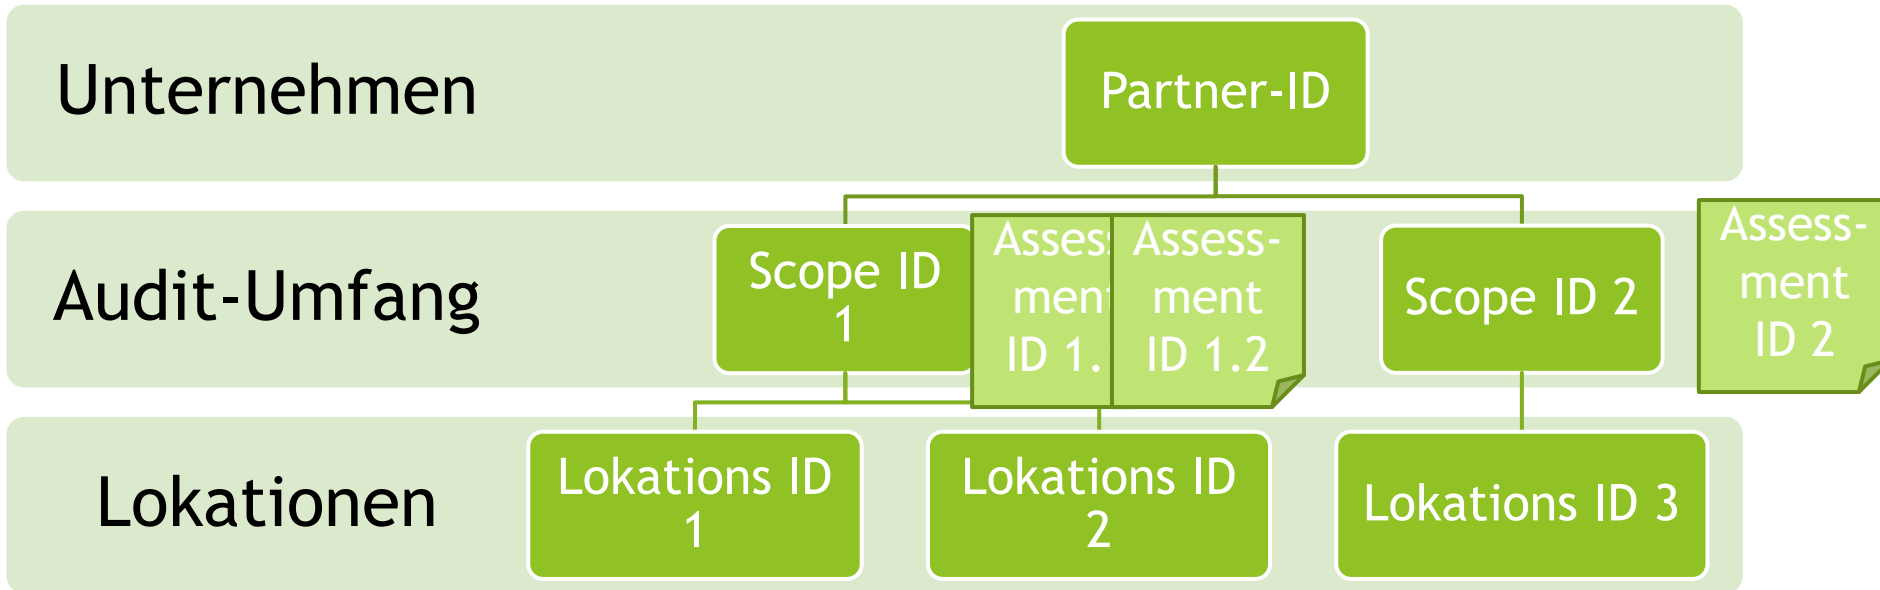 Unternehmen
Partner-ID
Audit-Umfang
Scope ID
1
Assess-
ment
ID 1.2
Scope ID 2
Assess-
ment
ID 2
Lokationen
Lokations ID
1
Lokations ID
2
Lokations ID 3